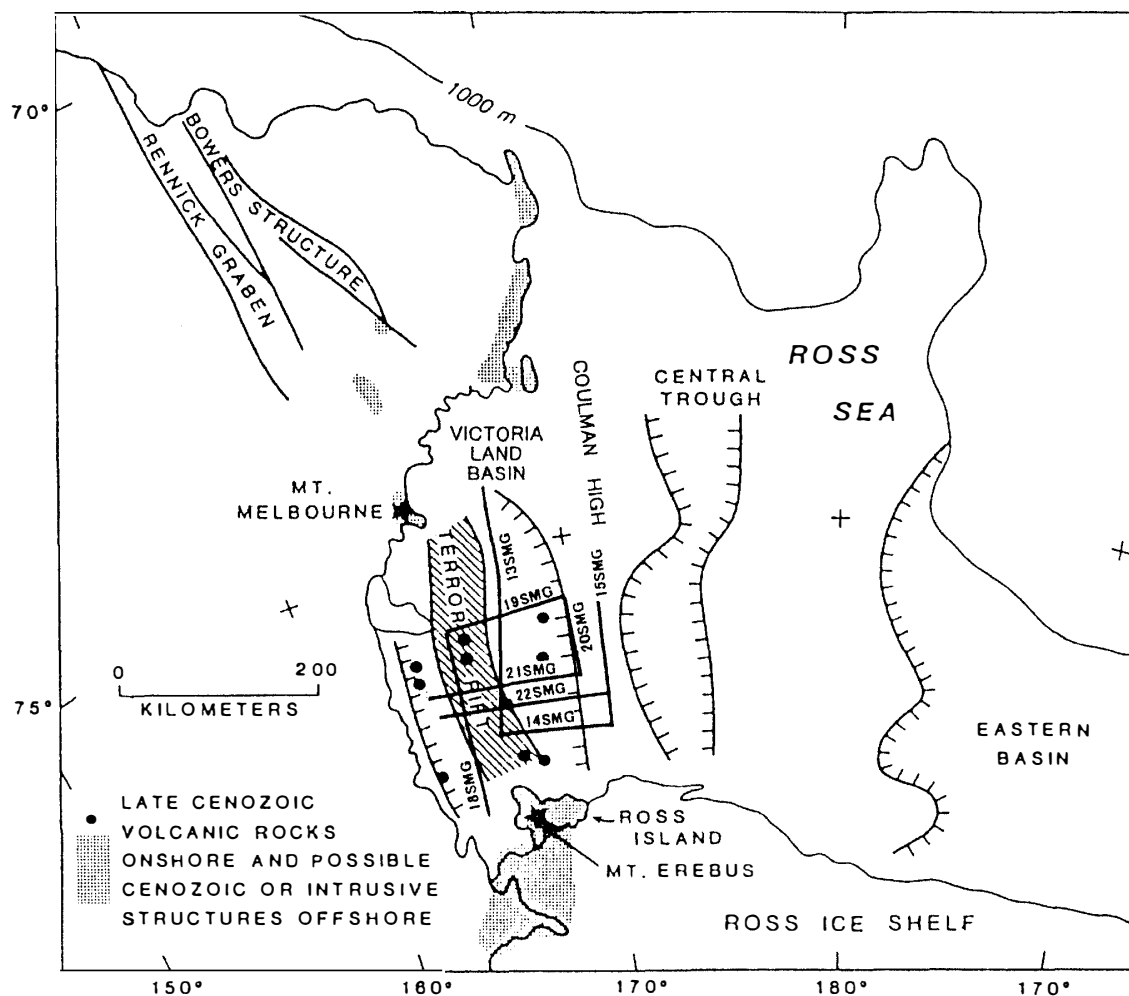 70°
1000 m
BOWERS STRUCTURE
RENNICK GRABEN
ROSS
SEA
CENTRAL
TROUGH
COULMAN HIGH
VICTORIA
LAND
BASIN
MT.
MELBOURNE
TERROR RIFT
13SMG
15SMG
19SMG
20SMG
21SMG
22SMG
14SMG
18SMG
0 200
KILOMETERS
75°
EASTERN
BASIN
LATE CENOZOIC
VOLCANIC ROCKS
ONSHORE AND POSSIBLE
CENOZOIC OR INTRUSIVE
STRUCTURES OFFSHORE
ROSS
ISLAND
MT. EREBUS
ROSS ICE SHELF
150° 160° 170° 180° 170°